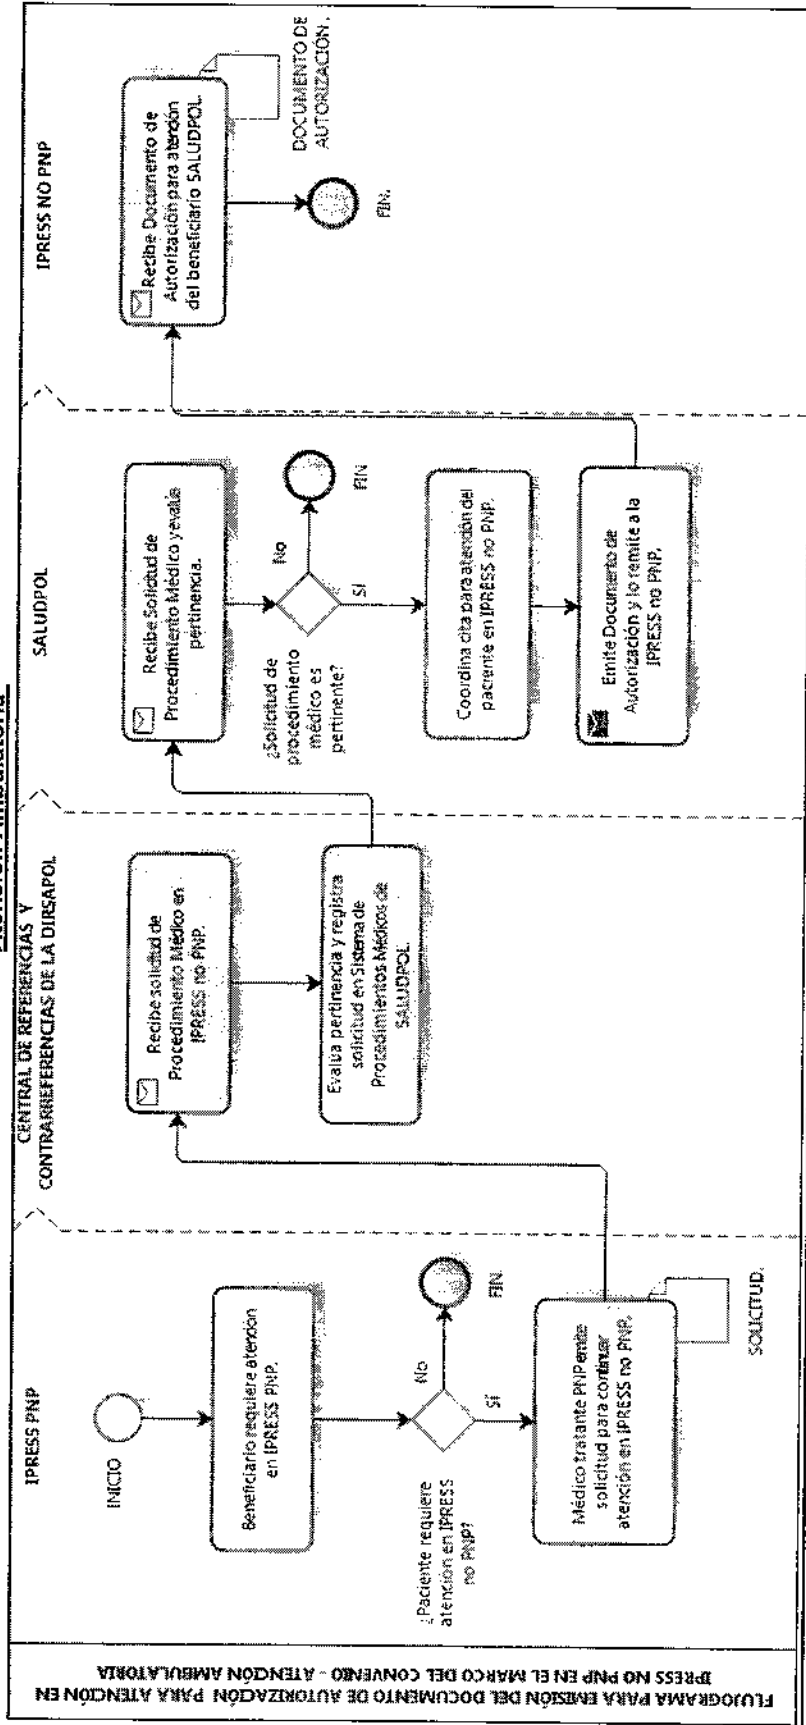 Atención Ambulatoria
FLUJOGRAMA PARA EMISIÓN DEL DOCUMENTO DE AUTORIZACIÓN PARA ATENCIÓN EN
IPRESS NO PNP EN EL MARCO DEL CONVENIO - ATENCIÓN AMBULATORIA
IPRESS PNP
INICIO
Beneficiario requiere atención
en IPRESS PNP.
¿Paciente requiere
atención en IPRESS
no PNP?
No
FIN.
SÍ
Médico tratante PNP emite
solicitud para continuar
atención en IPRESS no PNP.
SOLICITUD.
CENTRAL DE REFERENCIAS Y
CONTRARREFERENCIAS DE LA DIRSAPOL
Recibe solicitud de
Procedimiento Médico en
IPRESS no PNP.
Evalúa pertinencia y registra
solicitud en Sistema de
Procedimientos Médicos de
SALUDPOL.
SALUDPOL
Recibe Solicitud de
Procedimiento Médico y evalúa
pertinencia.
¿Solicitud de
procedimiento
médico es
pertinente?
No
FIN
SÍ
Coordina cita para atención del
paciente en IPRESS no PNP.
Emite Documento de
Autorización y lo remite a la
IPRESS no PNP.
IPRESS NO PNP
Recibe Documento de
Autorización para atención
del beneficiario SALUDPOL.
DOCUMENTO DE
AUTORIZACIÓN.
FIN.